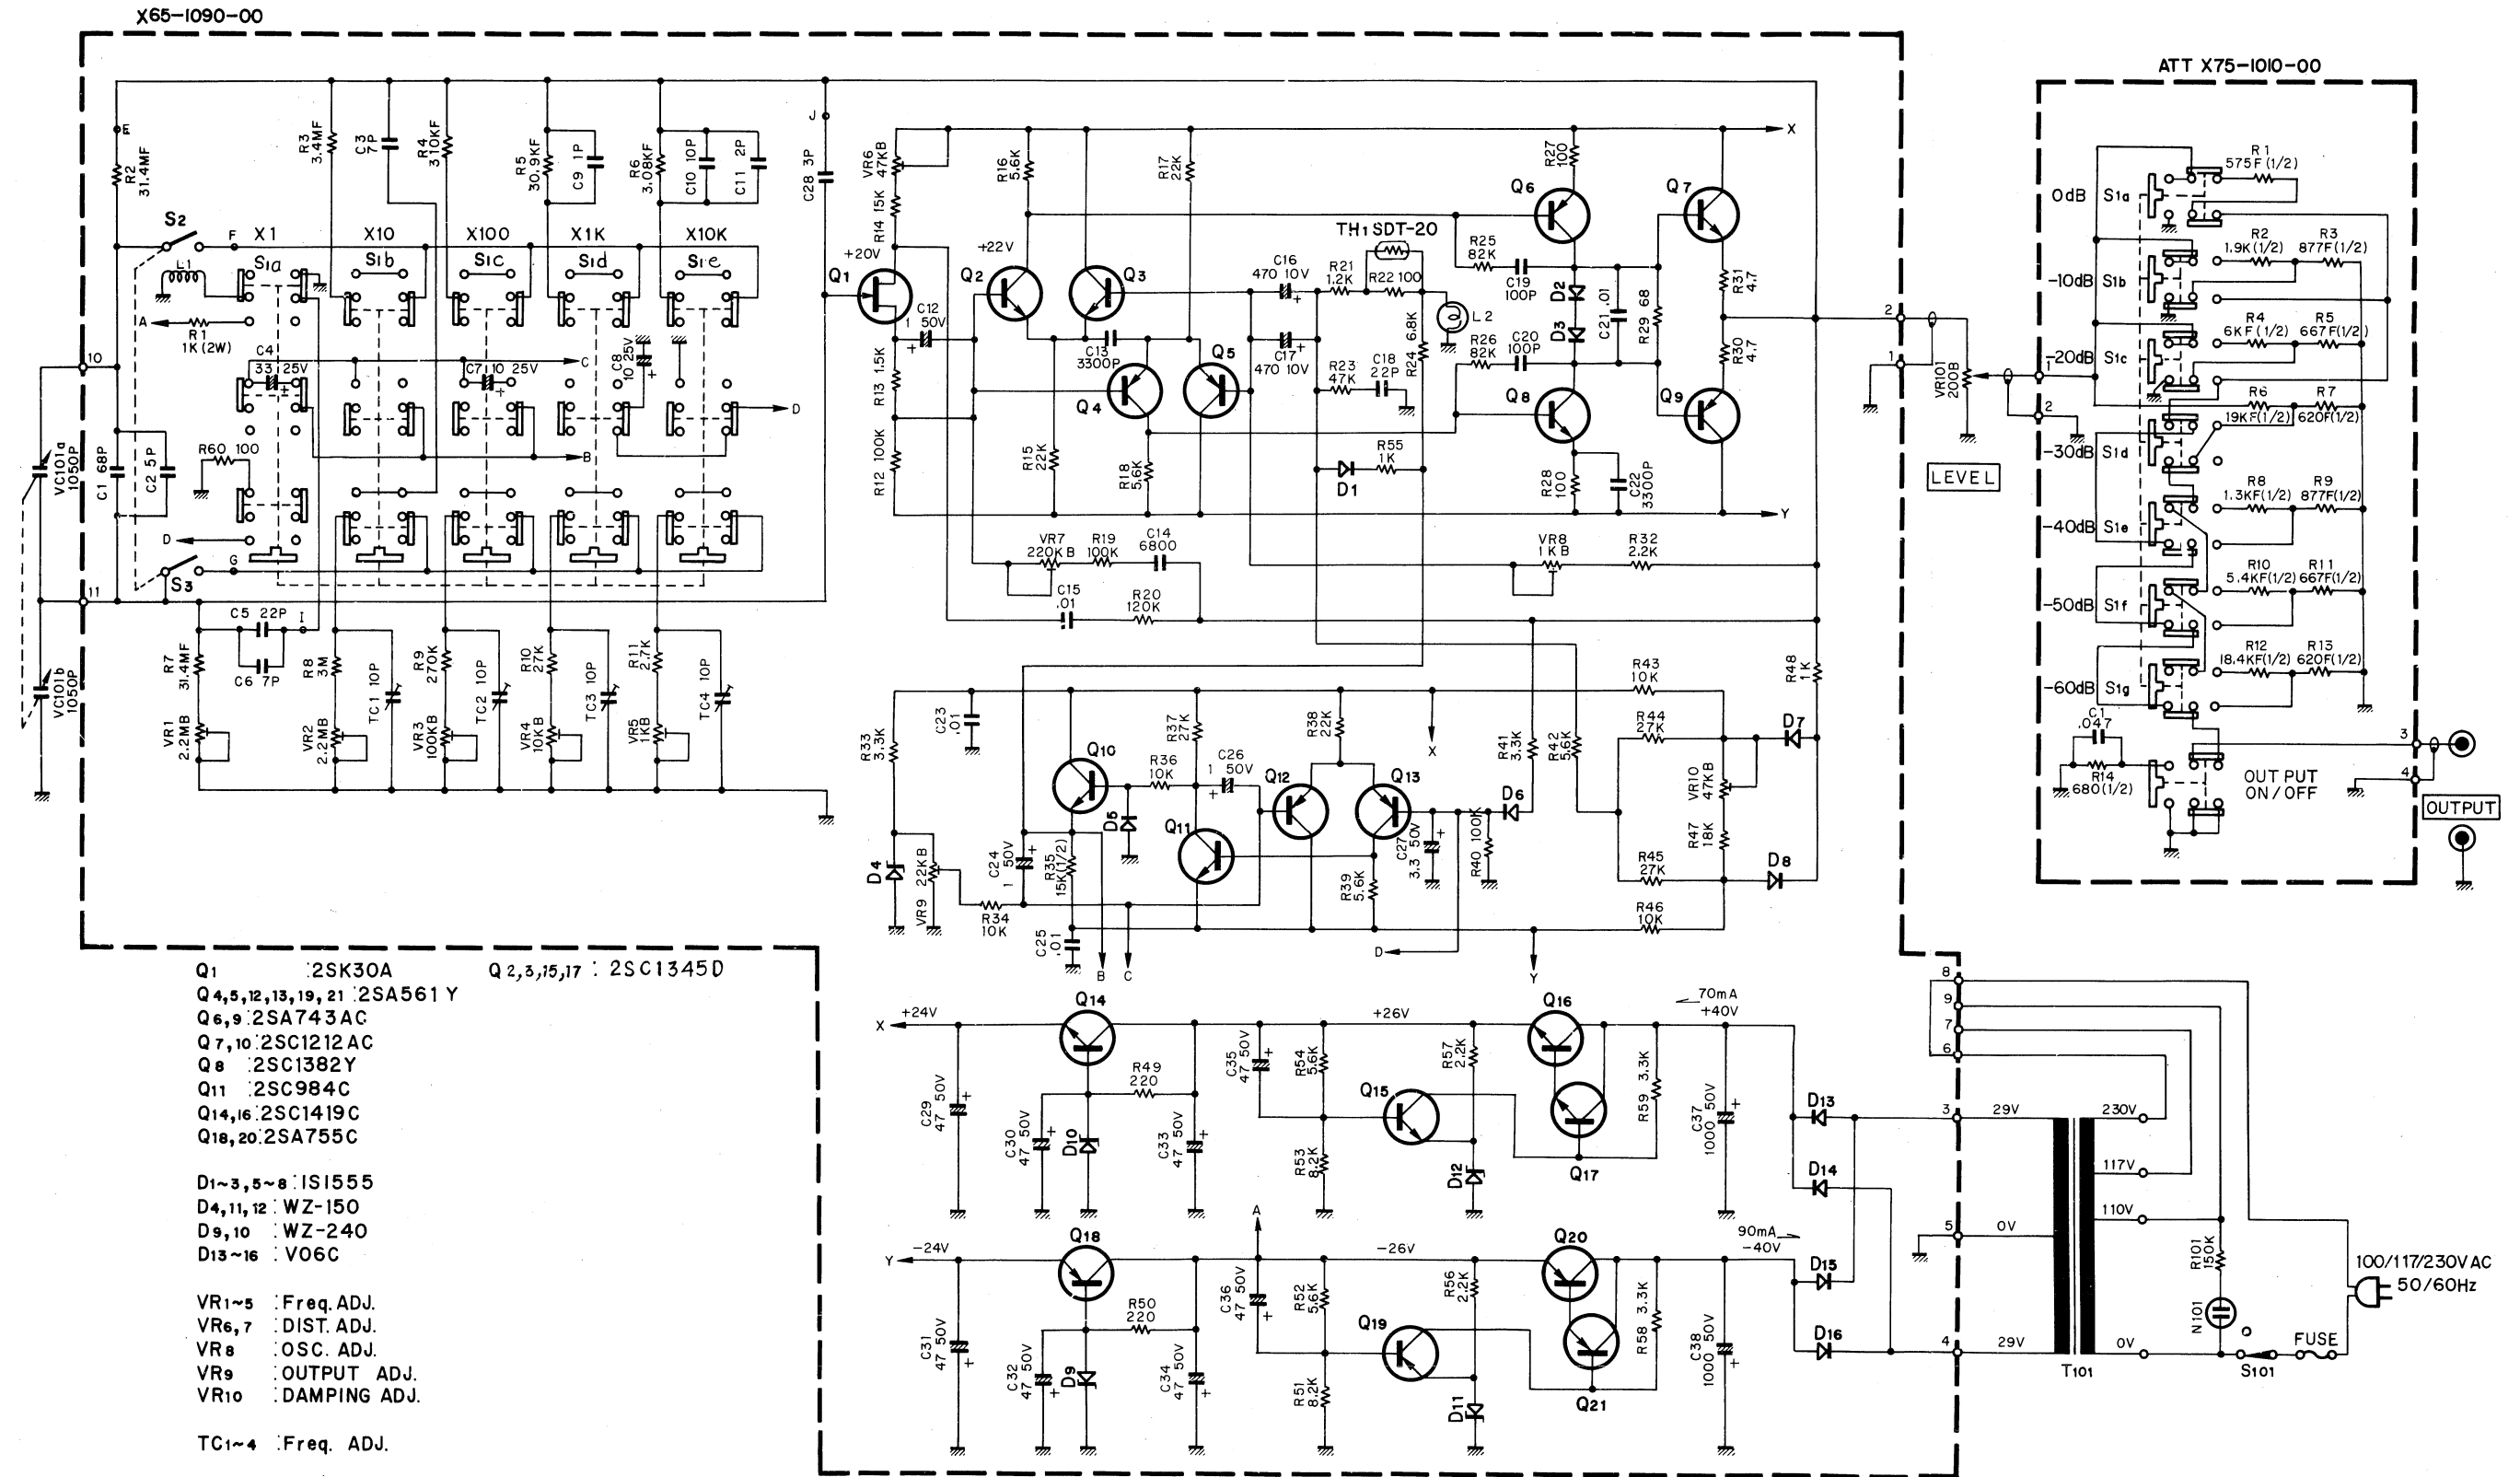 X65-1090-00
ATT X75-1010-00
E
R2
31.4MF
R3
3.4MF
C3
7P
R4
310KF
R5
30.9KF
C9 1P
R6
3.08KF
C10 10P
C11 2P
C28 3P
J
S2
F
X1
X10
X100
X1K
X10K
L1
S1a
S1b
S1c
S1d
S1e
A
R1
1K(2W)
C4
33 25V
C
C7 10 25V
C8
10 25V
D
10
R60 100
B
VC101a
1050P
C1 68P
C2 5P
D
S3
G
11
C5 22P
I
C6 7P
VC101b
1050P
R7
31.4MF
R8
3M
TC1 10P
R9
270K
TC2 10P
R10
27K
TC3 10P
R11
2.7K
TC4 10P
VR1
2.2MB
VR2
2.2MB
VR3
100KB
VR4
10KB
VR5
1KB
VR6
47KB
R14 15K
+20V
Q1
C12
1 50V
R13 1.5K
R12 100K
R16
5.6K
+22V
Q2
Q3
R17
22K
C13
3300P
Q4
Q5
R15
22K
R18
5.6K
C16
470 10V
C17
470 10V
TH1 SDT-20
R21
1.2K
R22 100
L2
R24 6.8K
R23
47K
C18
22P
R55
1K
D1
R27
100
Q6
R25
82K
C19
100P
D2
D3
C21 .01
R29 68
R26
82K
C20
100P
Q8
R28
100
C22
3300P
Q7
R31
4.7
R30
4.7
Q9
X
Y
VR7
220KB
R19
100K
C14
6800
C15
.01
R20
120K
VR8
1KB
R32
2.2K
R33
3.3K
C23
.01
D4
VR9 22KB
R34
10K
C24
1 50V
R35
15K(1/2)
C25
.01
Q10
D5
R36
10K
R37
27K
C26
1 50V
Q11
Q12
R38
22K
Q13
R39
5.6K
C27
3.3 50V
R40 100K
D6
R41
3.3K
R42
5.6K
X
R43
10K
R44
27K
VR10
47KB
R47
18K
R45
27K
R46
10K
D7
D8
R48
1K
B
C
D
Y
2
1
VR101
200B
LEVEL
1
2
0dB
S1a
R1
575F(1/2)
-10dB
S1b
R2
1.9K(1/2)
R3
877F(1/2)
-20dB
S1c
R4
6KF(1/2)
R5
667F(1/2)
R6
19KF(1/2)
R7
620F(1/2)
-30dB
S1d
-40dB
S1e
R8
1.3KF(1/2)
R9
877F(1/2)
-50dB
S1f
R10
5.4KF(1/2)
R11
667F(1/2)
-60dB
S1g
R12
18.4KF(1/2)
R13
620F(1/2)
C1
.047
R14
680(1/2)
OUTPUT
ON/OFF
3
4
OUTPUT
Q1 :2SK30A
Q2,3,15,17 : 2SC1345D
Q4,5,12,13,19,21 :2SA561Y
Q6,9:2SA743AC
Q7,10:2SC1212AC
Q8 :2SC1382Y
Q11 :2SC984C
Q14,16:2SC1419C
Q18,20:2SA755C
D1~3,5~8:IS1555
D4,11,12:WZ-150
D9,10 :WZ-240
D13~16 :V06C
VR1~5 :Freq.ADJ.
VR6,7 :DIST.ADJ.
VR8 :OSC. ADJ.
VR9 :OUTPUT ADJ.
VR10 :DAMPING ADJ.
TC1~4 :Freq. ADJ.
X
+24V
Q14
+26V
Q16
70mA
+40V
C29
47 50V
C30
47 50V
D10
R49
220
C33
47 50V
C35
47 50V
R54
5.6K
R53
8.2K
Q15
R57
2.2K
D12
Q17
R59 3.3K
C37
1000 50V
D13
D14
A
Y
-24V
Q18
-26V
Q20
90mA
-40V
C31
47 50V
C32
47 50V
D9
R50
220
C34
47 50V
C36
47 50V
R52
5.6K
R51
8.2K
Q19
R56
2.2K
D11
Q21
R58 3.3K
C38
1000 50V
D15
D16
8
9
7
6
3
29V
5
0V
4
29V
230V
117V
110V
0V
T101
R101
150K
N101
S101
FUSE
100/117/230VAC
50/60Hz